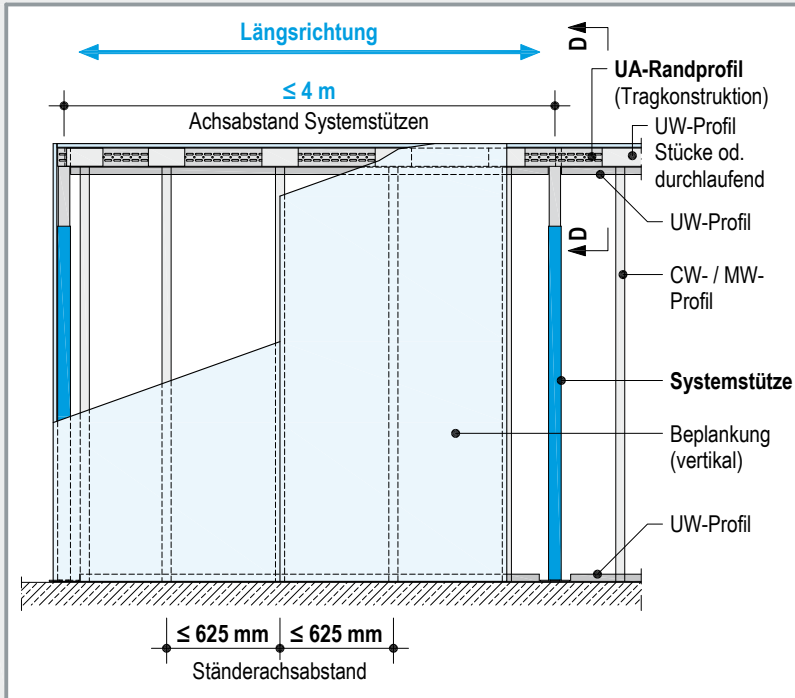 Längsrichtung
≤ 4 m
Achsabstand Systemstützen
D
UA-Randprofil
(Tragkonstruktion)
UW-Profil
Stücke od.
durchlaufend
UW-Profil
D
CW- / MW-
Profil
Systemstütze
Beplankung
(vertikal)
UW-Profil
≤ 625 mm
≤ 625 mm
Ständerachsabstand